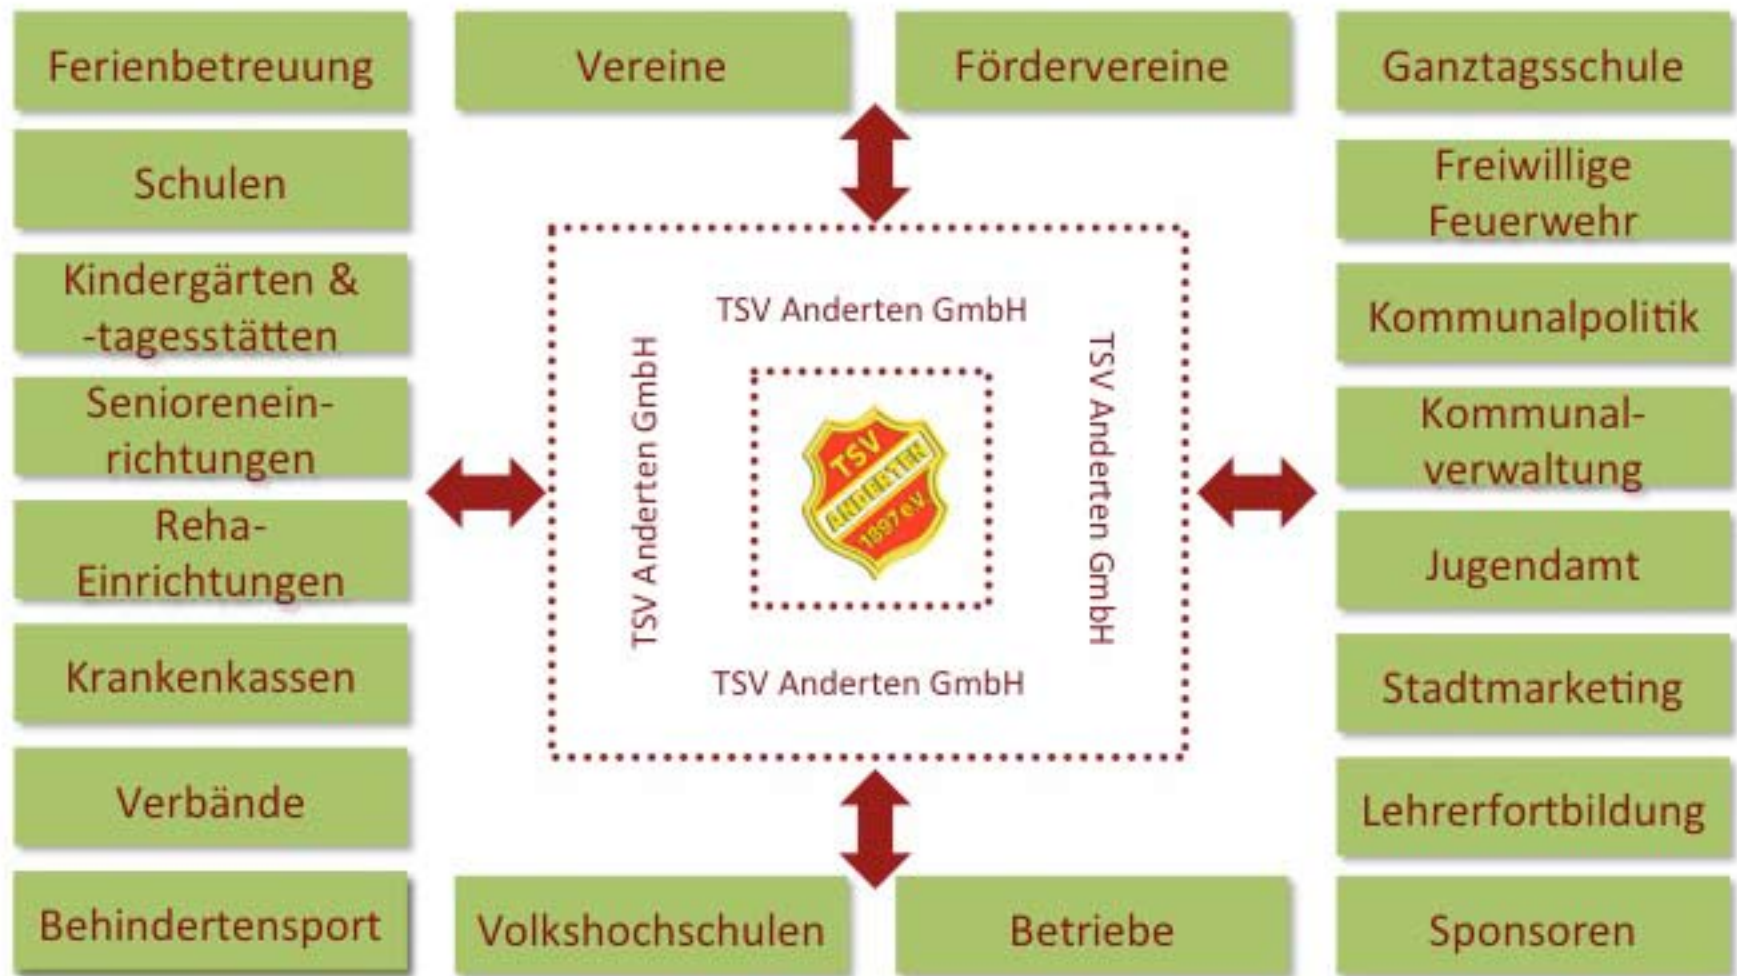 Ferienbetreuung
Vereine
Fördervereine
Ganztagsschule
Schulen
Freiwillige
Feuerwehr
Kindergärten &
-tagesstätten
Kommunalpolitik
Senioreneinn-
richtungen
Kommunal-
verwaltung
Reha-
Einrichtungen
Jugendamt
Krankenkassen
Stadtmarketing
Verbände
Lehrerfortbildung
Behindertensport
Volkshochschulen
Betriebe
Sponsoren
TSV Anderten GmbH
TSV Anderten GmbH
TSV Anderten GmbH
TSV Anderten GmbH
TSV
ANDERTEN
1897 e.V.